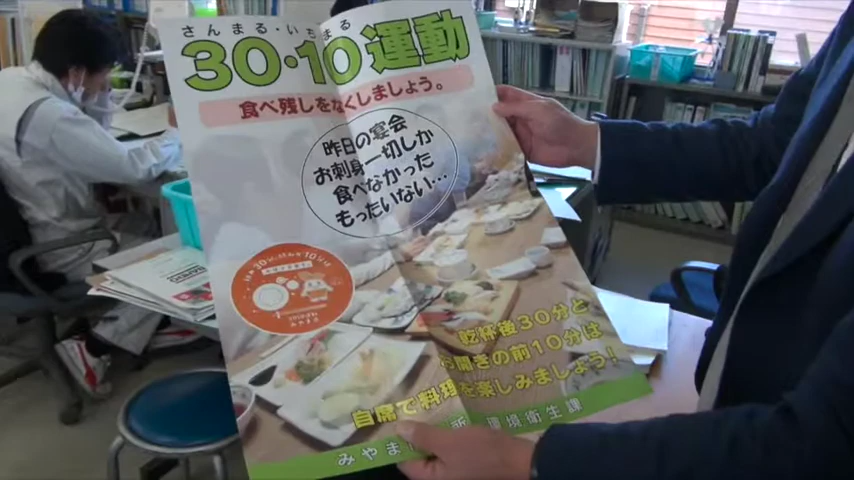 さんまる・いちまる
30・10運動
食べ残しをなくしましょう。
昨日の宴会
お刺身一切しか
食べなかった
もったいない…
乾杯後30分と
お開きの前10分は
自席で料理を楽しみましょう!
みやま
環境衛生課